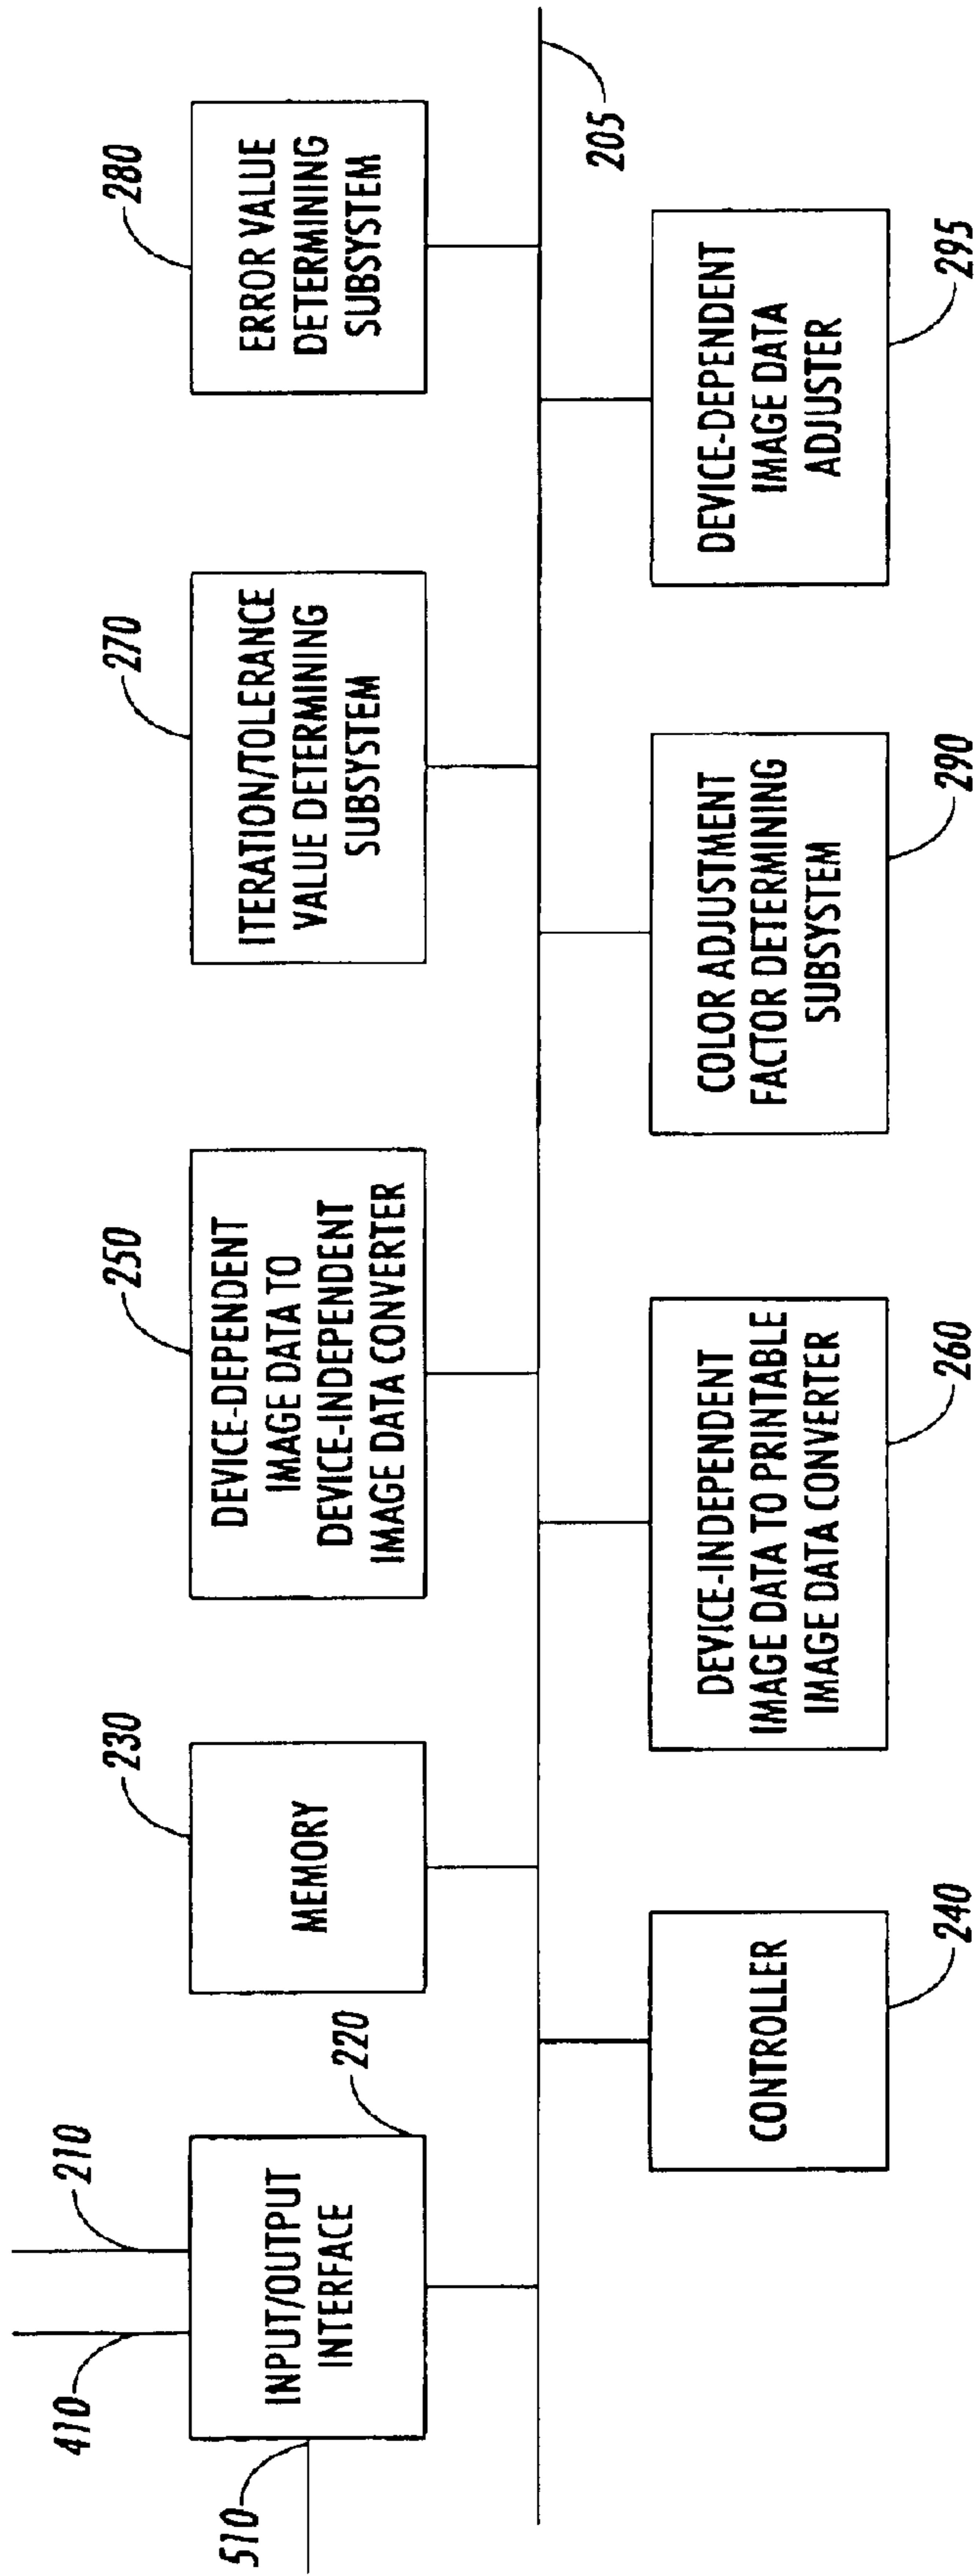 410
210
510
INPUT/OUTPUT
INTERFACE
220
MEMORY
230
DEVICE-DEPENDENT
IMAGE DATA TO
DEVICE-INDEPENDENT
IMAGE DATA CONVERTER
250
ITERATION/TOLERANCE
VALUE DETERMINING
SUBSYSTEM
270
ERROR VALUE
DETERMINING
SUBSYSTEM
280
205
CONTROLLER
240
DEVICE-INDEPENDENT
IMAGE DATA TO PRINTABLE
IMAGE DATA CONVERTER
260
COLOR ADJUSTMENT
FACTOR DETERMINING
SUBSYSTEM
290
DEVICE-DEPENDENT
IMAGE DATA
ADJUSTER
295